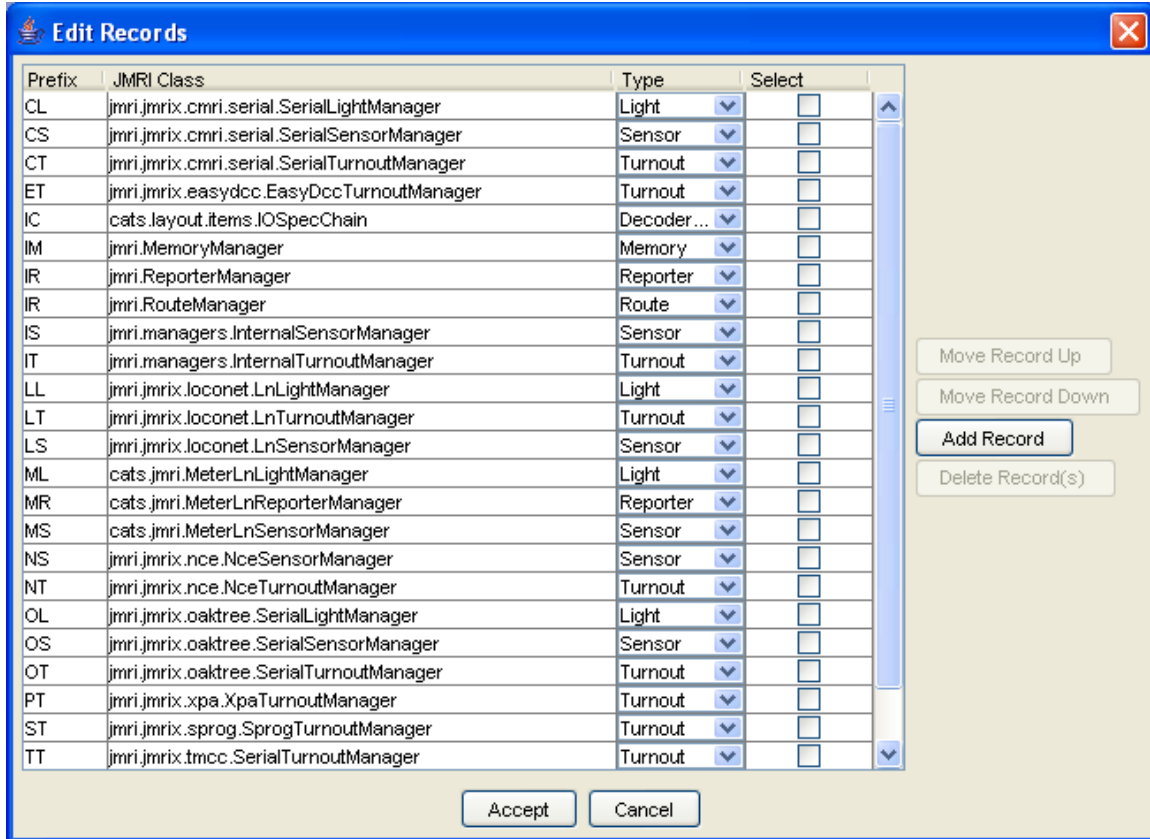 Edit Records
Prefix JMRI Class Type Select
CL jmri.jmrix.cmri.serial.SerialLightManager Light
CS jmri.jmrix.cmri.serial.SerialSensorManager Sensor
CT jmri.jmrix.cmri.serial.SerialTurnoutManager Turnout
ET jmri.jmrix.easydcc.EasyDccTurnoutManager Turnout
IC cats.layout.items.IOSpecChain Decoder...
IM jmri.MemoryManager Memory
IR jmri.ReporterManager Reporter
IR jmri.RouteManager Route
IS jmri.managers.InternalSensorManager Sensor
IT jmri.managers.InternalTurnoutManager Turnout
LL jmri.jmrix.loconet.LnLightManager Light
LT jmri.jmrix.loconet.LnTurnoutManager Turnout
LS jmri.jmrix.loconet.LnSensorManager Sensor
ML cats.jmri.MeterLnLightManager Light
MR cats.jmri.MeterLnReporterManager Reporter
MS cats.jmri.MeterLnSensorManager Sensor
NS jmri.jmrix.nce.NceSensorManager Sensor
NT jmri.jmrix.nce.NceTurnoutManager Turnout
OL jmri.jmrix.oaktree.SerialLightManager Light
OS jmri.jmrix.oaktree.SerialSensorManager Sensor
OT jmri.jmrix.oaktree.SerialTurnoutManager Turnout
PT jmri.jmrix.xpa.XpaTurnoutManager Turnout
ST jmri.jmrix.sprog.SprogTurnoutManager Turnout
TT jmri.jmrix.tmcc.SerialTurnoutManager Turnout
Move Record Up
Move Record Down
Add Record
Delete Record(s)
Accept Cancel